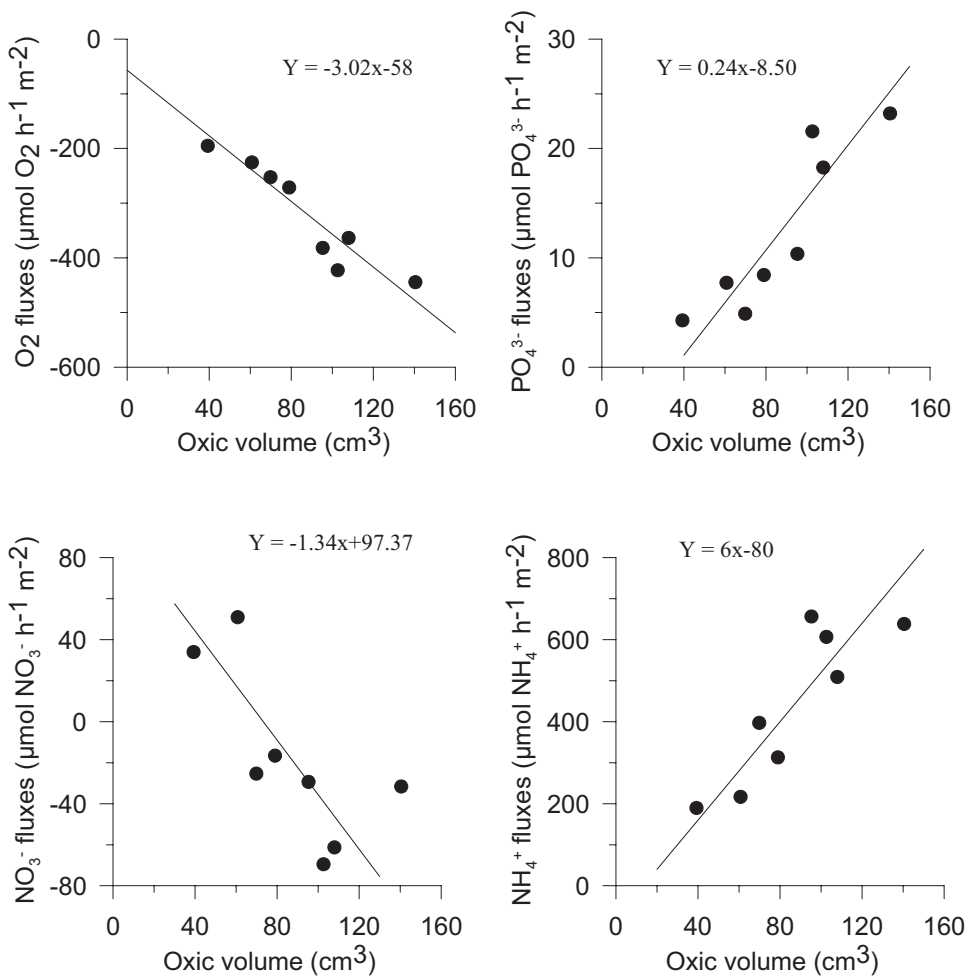 Y = -3.02x-58
O2 fluxes (µmol O2 h-1 m-2)
0
-200
-400
-600
0 40 80 120 160
Oxic volume (cm3)
Y = 0.24x-8.50
PO43- fluxes (µmol PO43- h-1 m-2)
30
20
10
0
0 40 80 120 160
Oxic volume (cm3)
Y = -1.34x+97.37
NO3- fluxes (µmol NO3- h-1 m-2)
80
40
0
-40
-80
0 40 80 120 160
Oxic volume (cm3)
Y = 6x-80
NH4+ fluxes (µmol NH4+ h-1 m-2)
800
600
400
200
0
0 40 80 120 160
Oxic volume (cm3)